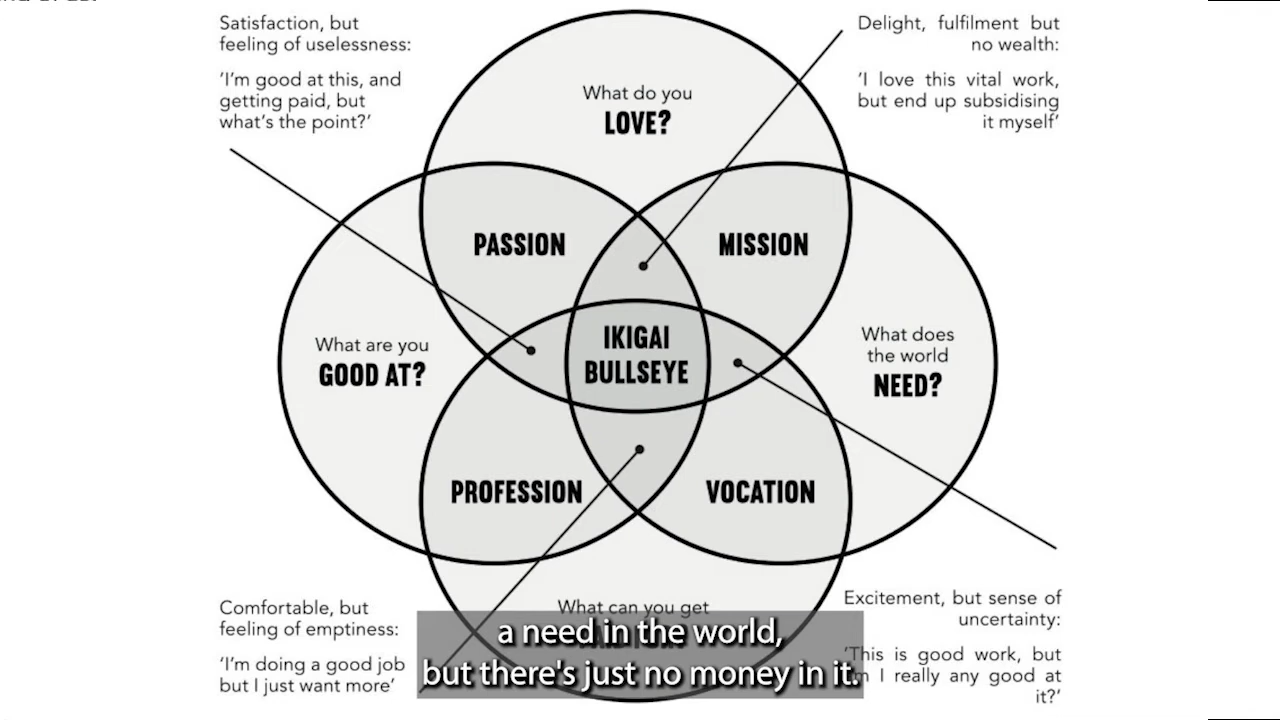 Satisfaction, but
feeling of uselessness:
'I'm good at this, and
getting paid, but
what's the point?'
Delight, fulfilment but
no wealth:
'I love this vital work,
but end up subsidising
it myself'
What do you
LOVE?
PASSION
MISSION
What are you
GOOD AT?
IKIGAI
BULLSEYE
What does
the world
NEED?
PROFESSION
VOCATION
What can you get
Comfortable, but
feeling of emptiness:
'I'm doing a good job
but I just want more'
Excitement, but sense of
uncertainty:
'This is good work, but
I really any good at
it?'
a need in the world,
but there's just no money in it.